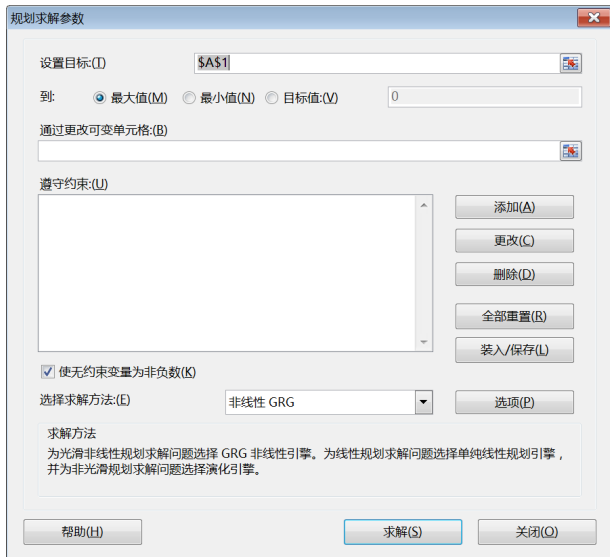 规划求解参数
设置目标:(T) $A$1
到: 最大值(M) 最小值(N) 目标值:(V) 0
通过更改可变单元格:(B)
遵守约束:(U)
添加(A)
更改(C)
删除(D)
全部重置(R)
装入/保存(L)
使无约束变量为非负数(K)
选择求解方法:(E) 非线性 GRG 选项(P)
求解方法
为光滑非线性规划求解问题选择 GRG 非线性引擎。为线性规划求解问题选择单纯线性规划引擎，
并为非光滑规划求解问题选择演化引擎。
帮助(H) 求解(S) 关闭(O)